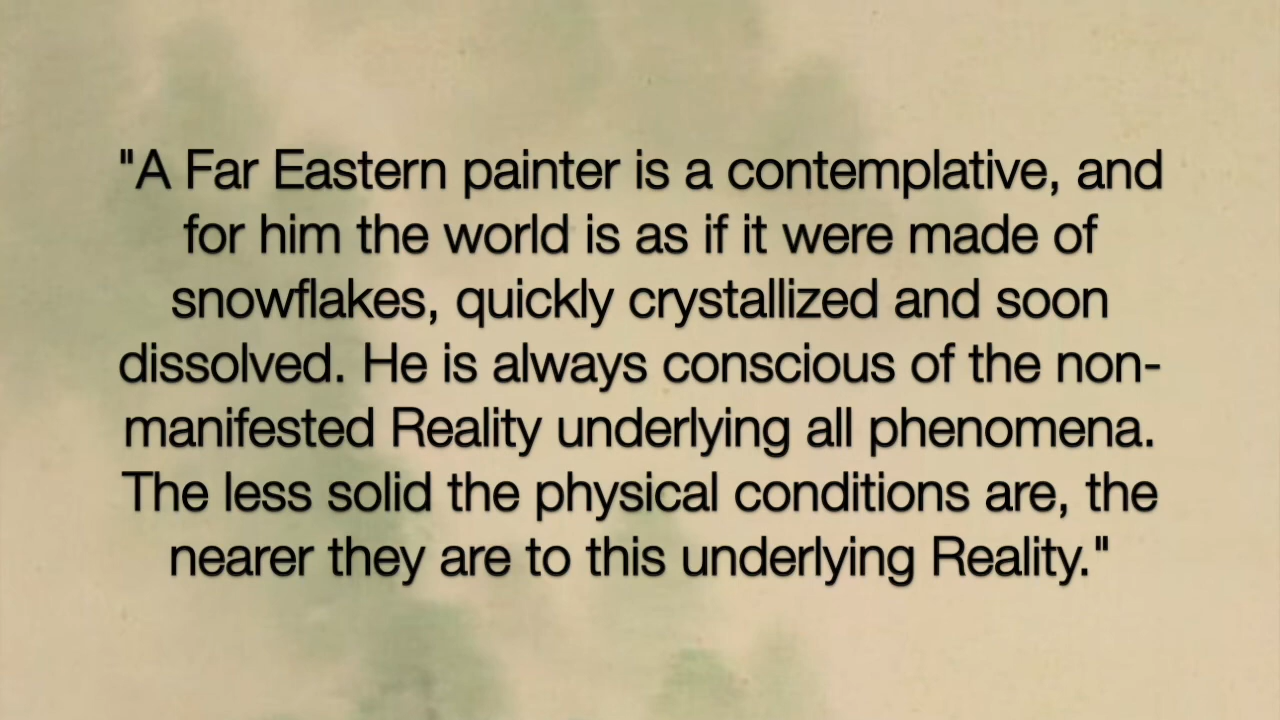 "A Far Eastern painter is a contemplative, and
for him the world is as if it were made of
snowflakes, quickly crystallized and soon
dissolved. He is always conscious of the non-
manifested Reality underlying all phenomena.
The less solid the physical conditions are, the
nearer they are to this underlying Reality."